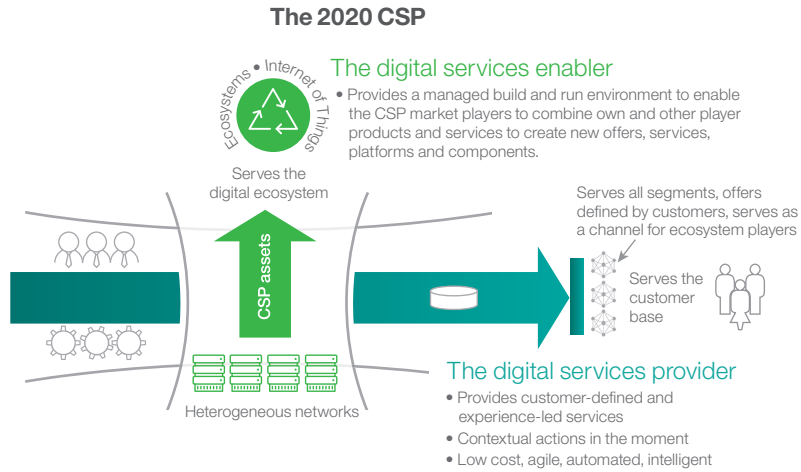 The 2020 CSP
Ecosystems • Internet of Things
The digital services enabler
• Provides a managed build and run environment to enable
the CSP market players to combine own and other player
products and services to create new offers, services,
platforms and components.
Serves the
digital ecosystem
Serves all segments, offers
defined by customers, serves as
a channel for ecosystem players
CSP assets
Serves the
customer
base
Heterogeneous networks
The digital services provider
• Provides customer-defined and
experience-led services
• Contextual actions in the moment
• Low cost, agile, automated, intelligent